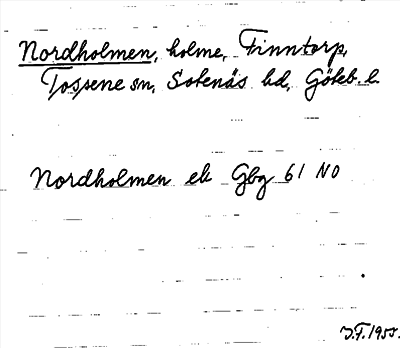 Nordholmen, holme, Finntorp,
Tossene sn, Sotenäs hd, Göteb. l.
Nordholmen ek Gbg 61 NO
J.F. 1955.